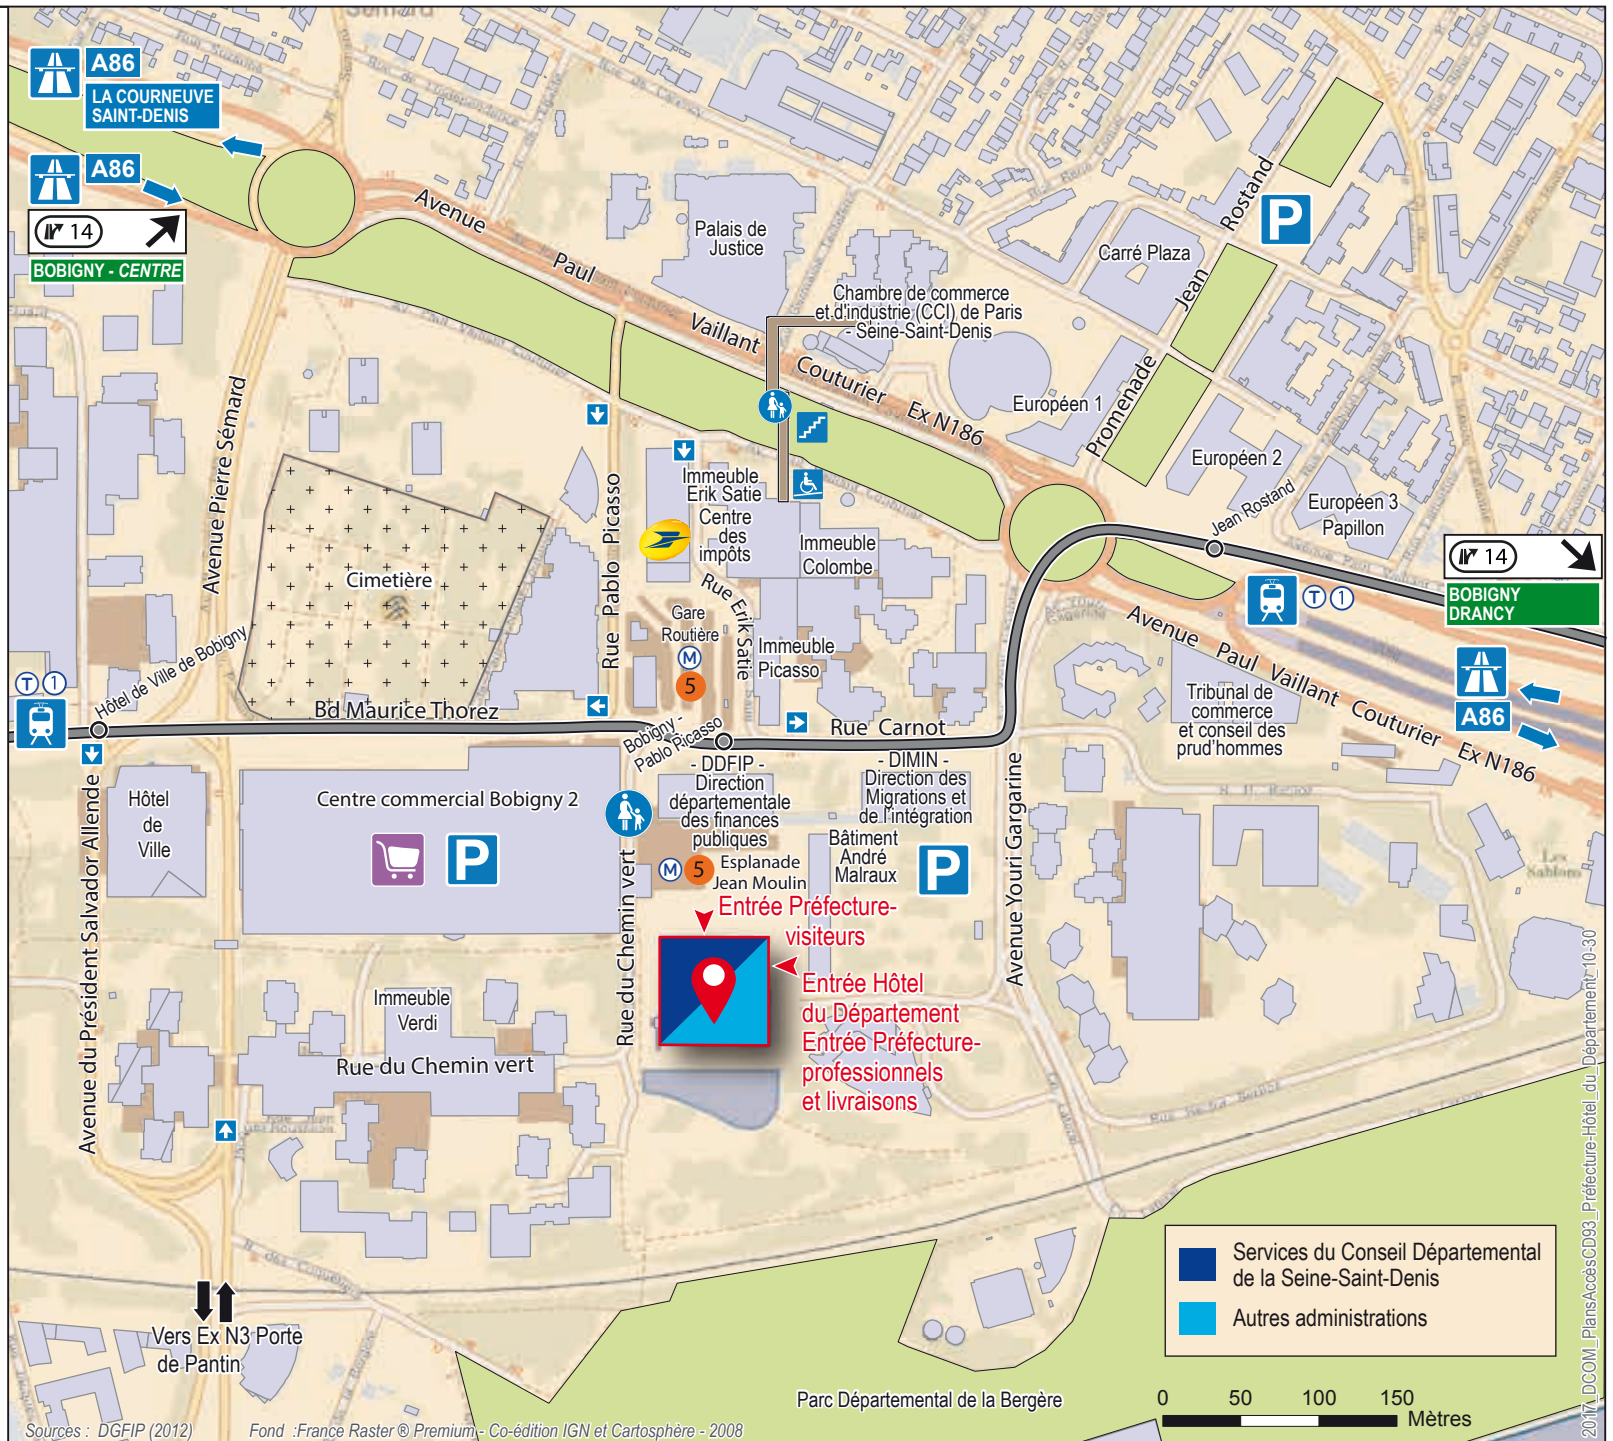 A86
LA COURNEUVE
SAINT-DENIS
A86
14
BOBIGNY - CENTRE
Avenue Paul Vaillant Couturier Ex N186
Palais de
Justice
Chambre de commerce
et d'industrie (CCI) de Paris
- Seine-Saint-Denis
Carré Plaza
Promenade Jean Rostand
P
Européen 1
Européen 2
Européen 3
Papillon
Jean Rostand
14
BOBIGNY
DRANCY
T 1
A86
Avenue Pierre Sémard
Cimetière
Rue Pablo Picasso
Immeuble
Erik Satie
Centre
des
impôts
Immeuble
Colombe
Rue Erik Satie
Gare
Routière
M
5
Immeuble
Picasso
Avenue Paul Vaillant Couturier Ex N186
Tribunal de
commerce
et conseil des
prud'hommes
T 1
Hôtel de Ville de Bobigny
Bd Maurice Thorez
Bobigny -
Pablo Picasso
Rue Carnot
- DDFIP -
Direction
départementale
des finances
publiques
- DIMIN -
Direction des
Migrations et
de l'intégration
Hôtel
de
Ville
Centre commercial Bobigny 2
P
Avenue du Président Salvador Allende
Rue du Chemin vert
M 5
Esplanade
Jean Moulin
Bâtiment
André
Malraux
P
Avenue Youri Gargarine
Entrée Préfecture-
visiteurs
Entrée Hôtel
du Département
Entrée Préfecture-
professionnels
et livraisons
Immeuble
Verdi
Rue du Chemin vert
Les
Sablons
Vers Ex N3 Porte
de Pantin
Services du Conseil Départemental
de la Seine-Saint-Denis
Autres administrations
Parc Départemental de la Bergère
0 50 100 150
Mètres
Sources : DGFIP (2012)
Fond :France Raster ® Premium - Co-édition IGN et Cartosphère - 2008
2017_DCOM_PlansAccèsCD93_Préfecture-Hôtel_du_Département_10-30